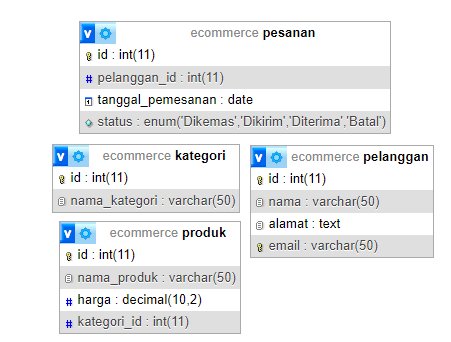 ecommerce pesanan
id : int(11)
pelanggan_id : int(11)
tanggal_pemesanan : date
status : enum('Dikemas','Dikirim','Diterima','Batal')
ecommerce kategori
id : int(11)
nama_kategori : varchar(50)
ecommerce pelanggan
id : int(11)
nama : varchar(50)
alamat : text
email : varchar(50)
ecommerce produk
id : int(11)
nama_produk : varchar(50)
harga : decimal(10,2)
kategori_id : int(11)